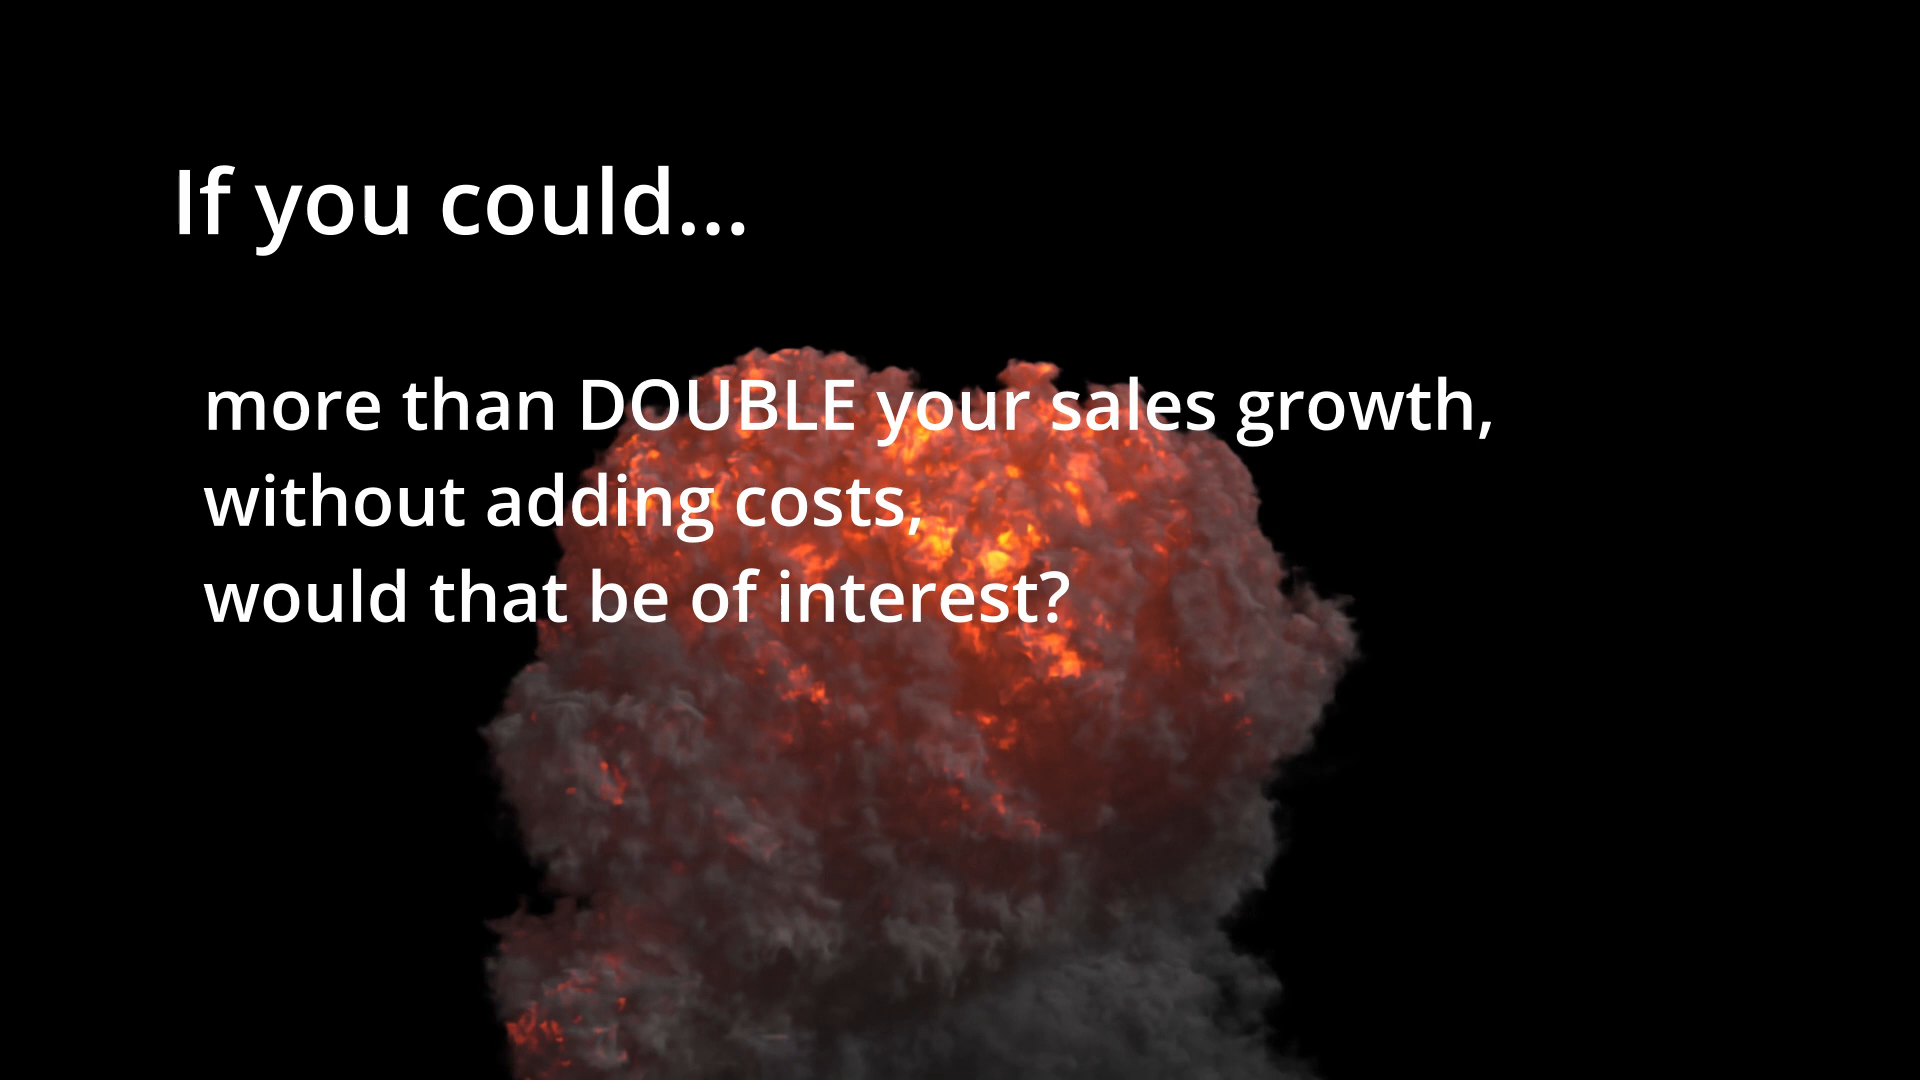 If you could...
more than DOUBLE your sales growth,
without adding costs,
would that be of interest?